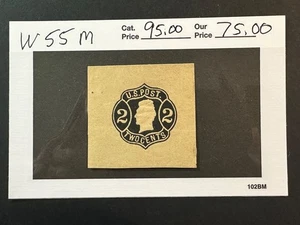 W55M
Cat. Price 95.00 Our Price 75.00
U.S. POST.
2 2
TWO CENTS
102BM